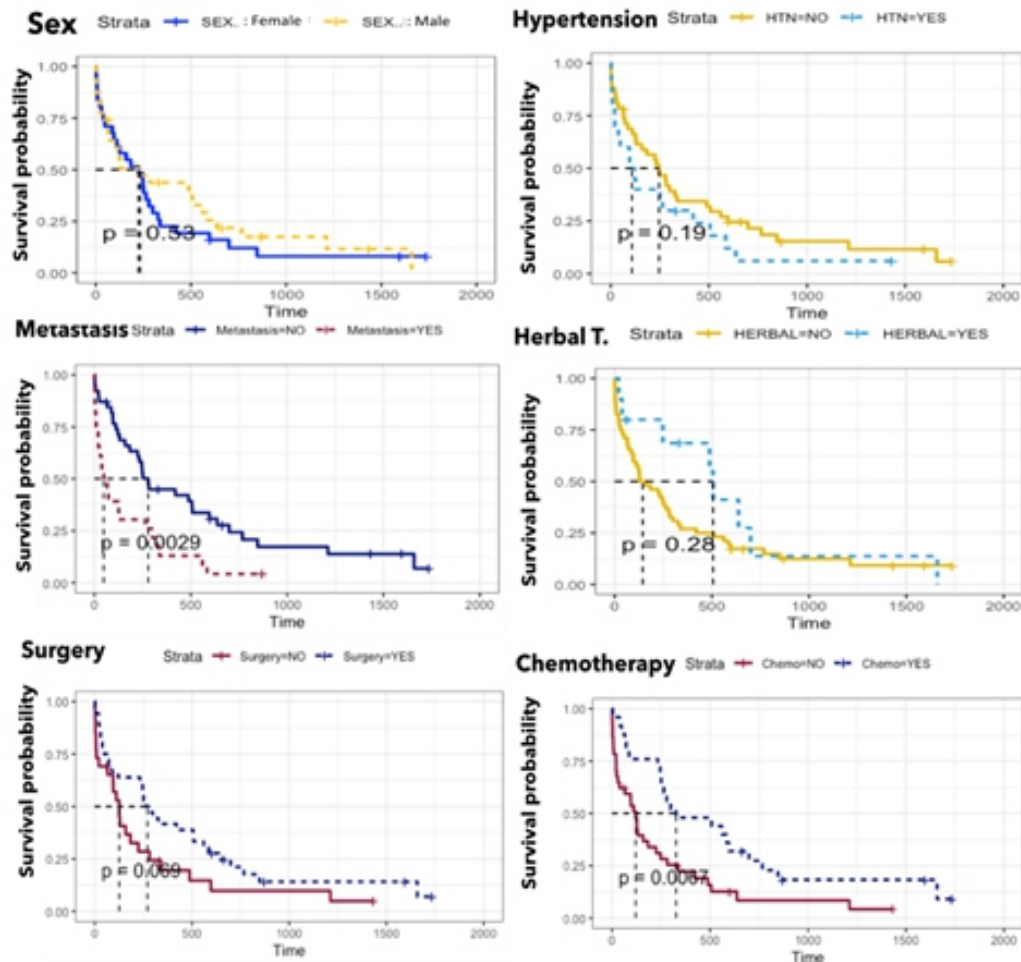 Sex Strata SEX..: Female SEX..: Male
Survival probability
1.00
0.75
0.50
0.25
0.00
p = 0.53
0 500 1000 1500 2000
Time
Hypertension Strata HTN=NO HTN=YES
Survival probability
1.00
0.75
0.50
0.25
0.00
p = 0.19
0 500 1000 1500 2000
Time
Metastasis Strata Metastasis=NO Metastasis=YES
Survival probability
1.00
0.75
0.50
0.25
0.00
p = 0.0029
0 500 1000 1500 2000
Time
Herbal T. Strata HERBAL=NO HERBAL=YES
Survival probability
1.00
0.75
0.50
0.25
0.00
p = 0.28
0 500 1000 1500 2000
Time
Surgery Strata Surgery=NO Surgery=YES
Survival probability
1.00
0.75
0.50
0.25
0.00
p = 0.069
0 500 1000 1500 2000
Time
Chemotherapy Strata Chemo=NO Chemo=YES
Survival probability
1.00
0.75
0.50
0.25
0.00
p = 0.0067
0 500 1000 1500 2000
Time